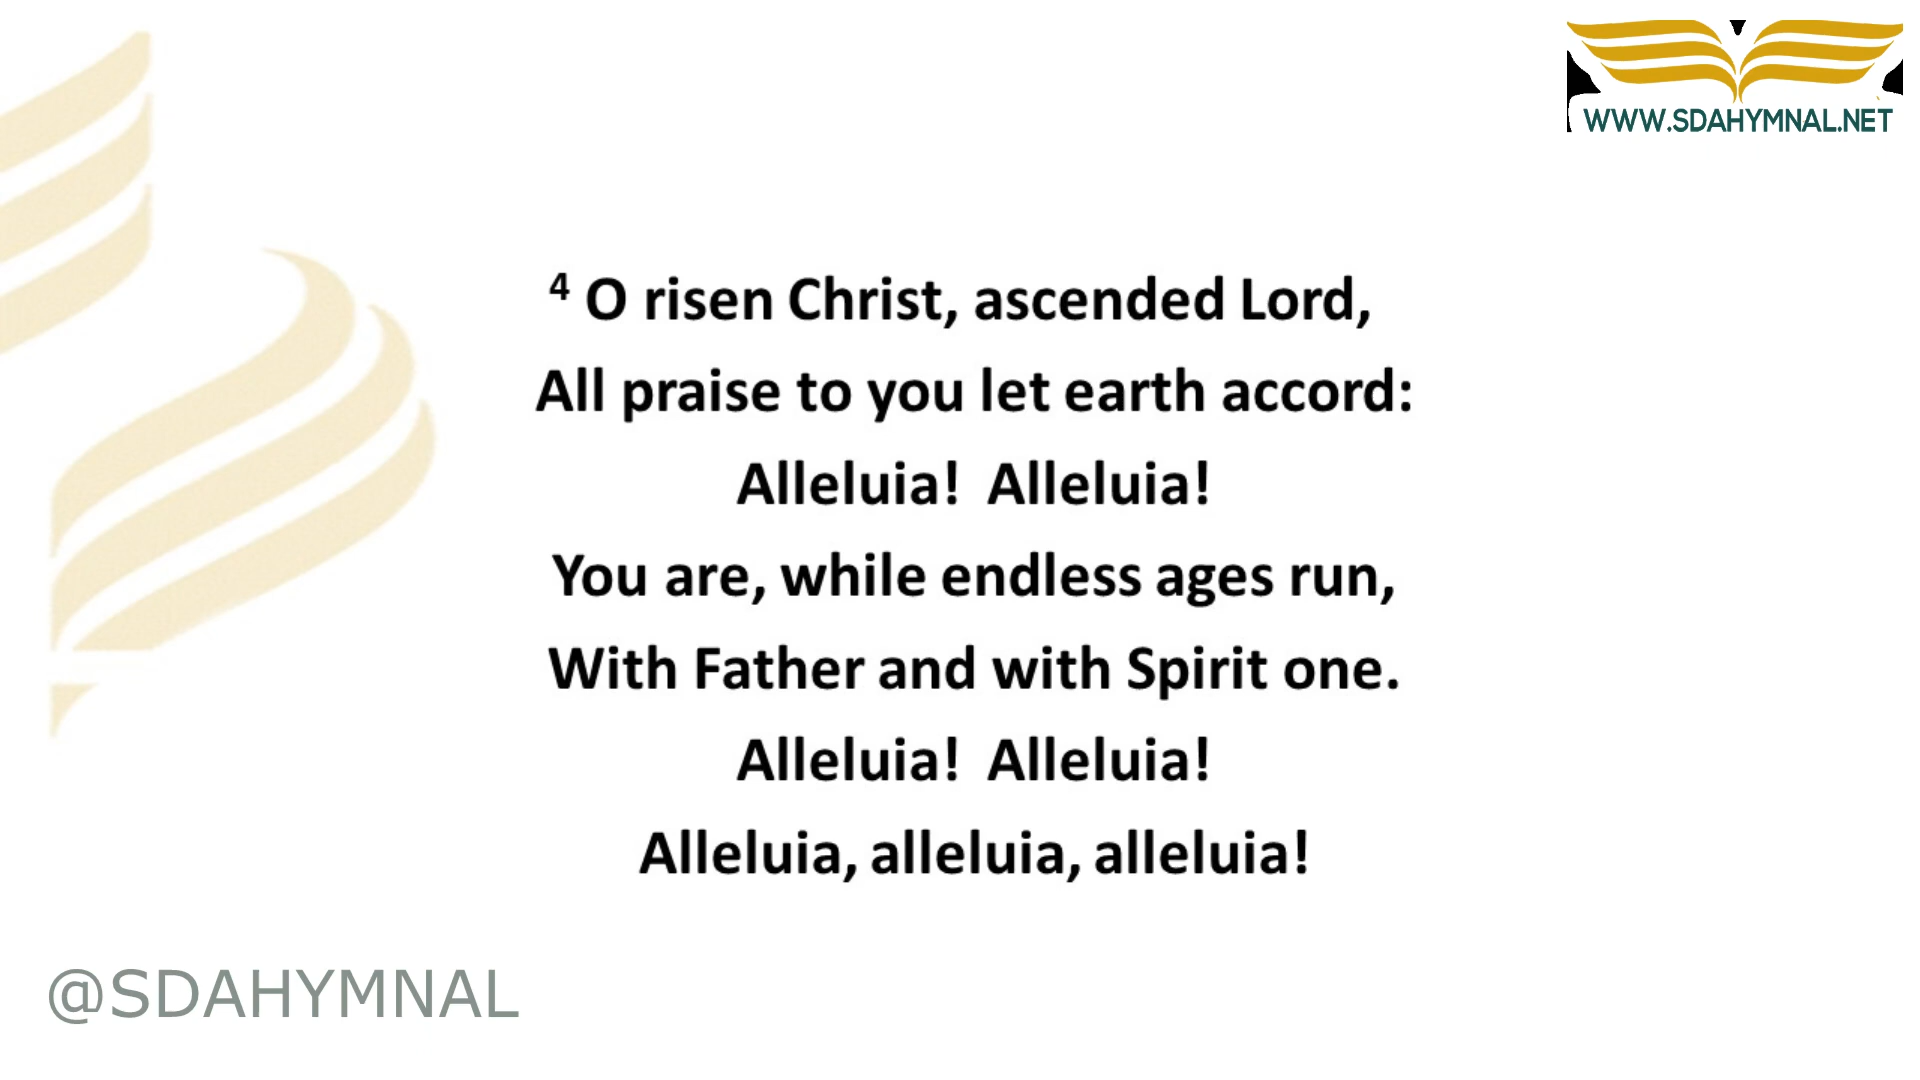 WWW.SDAHYMNAL.NET
4 O risen Christ, ascended Lord,
All praise to you let earth accord:
Alleluia!  Alleluia!
You are, while endless ages run,
With Father and with Spirit one.
Alleluia!  Alleluia!
Alleluia, alleluia, alleluia!
@SDAHYMNAL